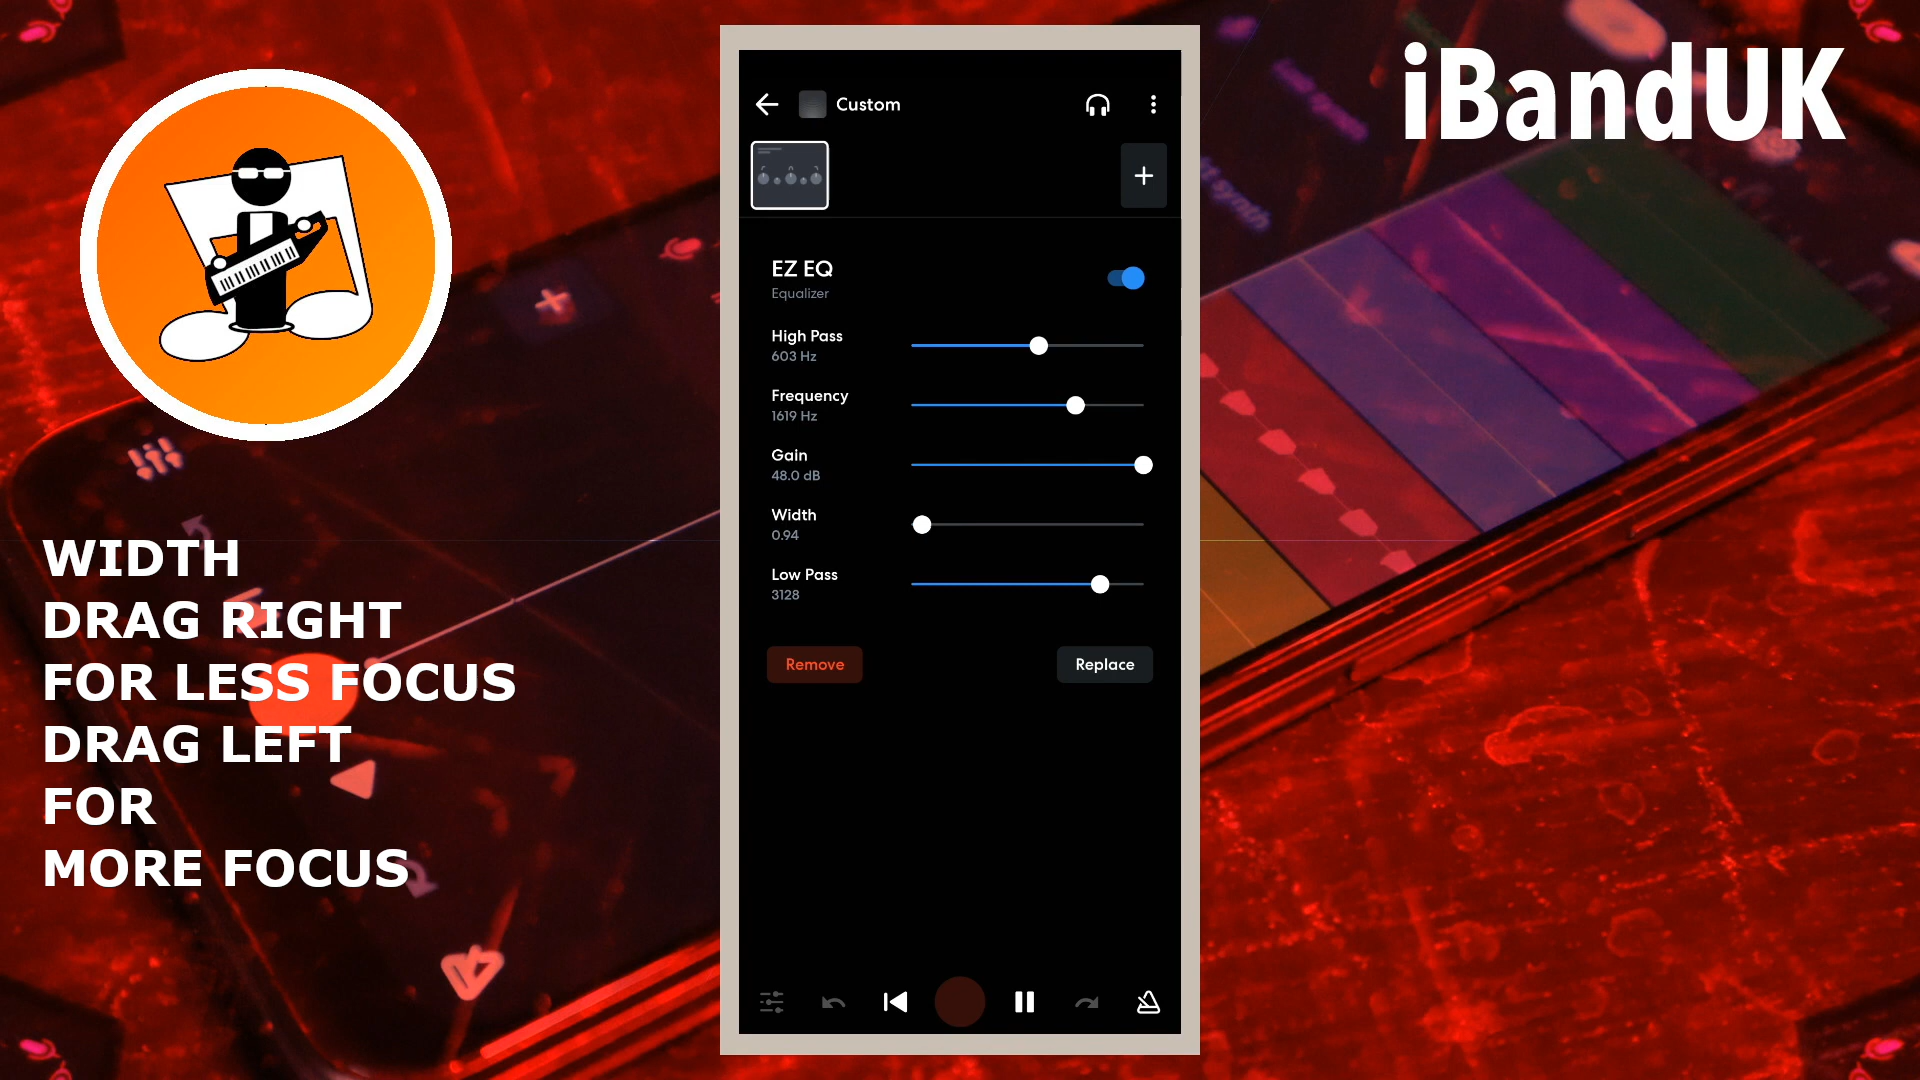 iBandUK
Custom
EZ EQ
Equalizer
High Pass
603 Hz
Frequency
1619 Hz
Gain
48.0 dB
Width
0.94
Low Pass
3128
Remove
Replace
WIDTH
DRAG RIGHT
FOR LESS FOCUS
DRAG LEFT
FOR
MORE FOCUS